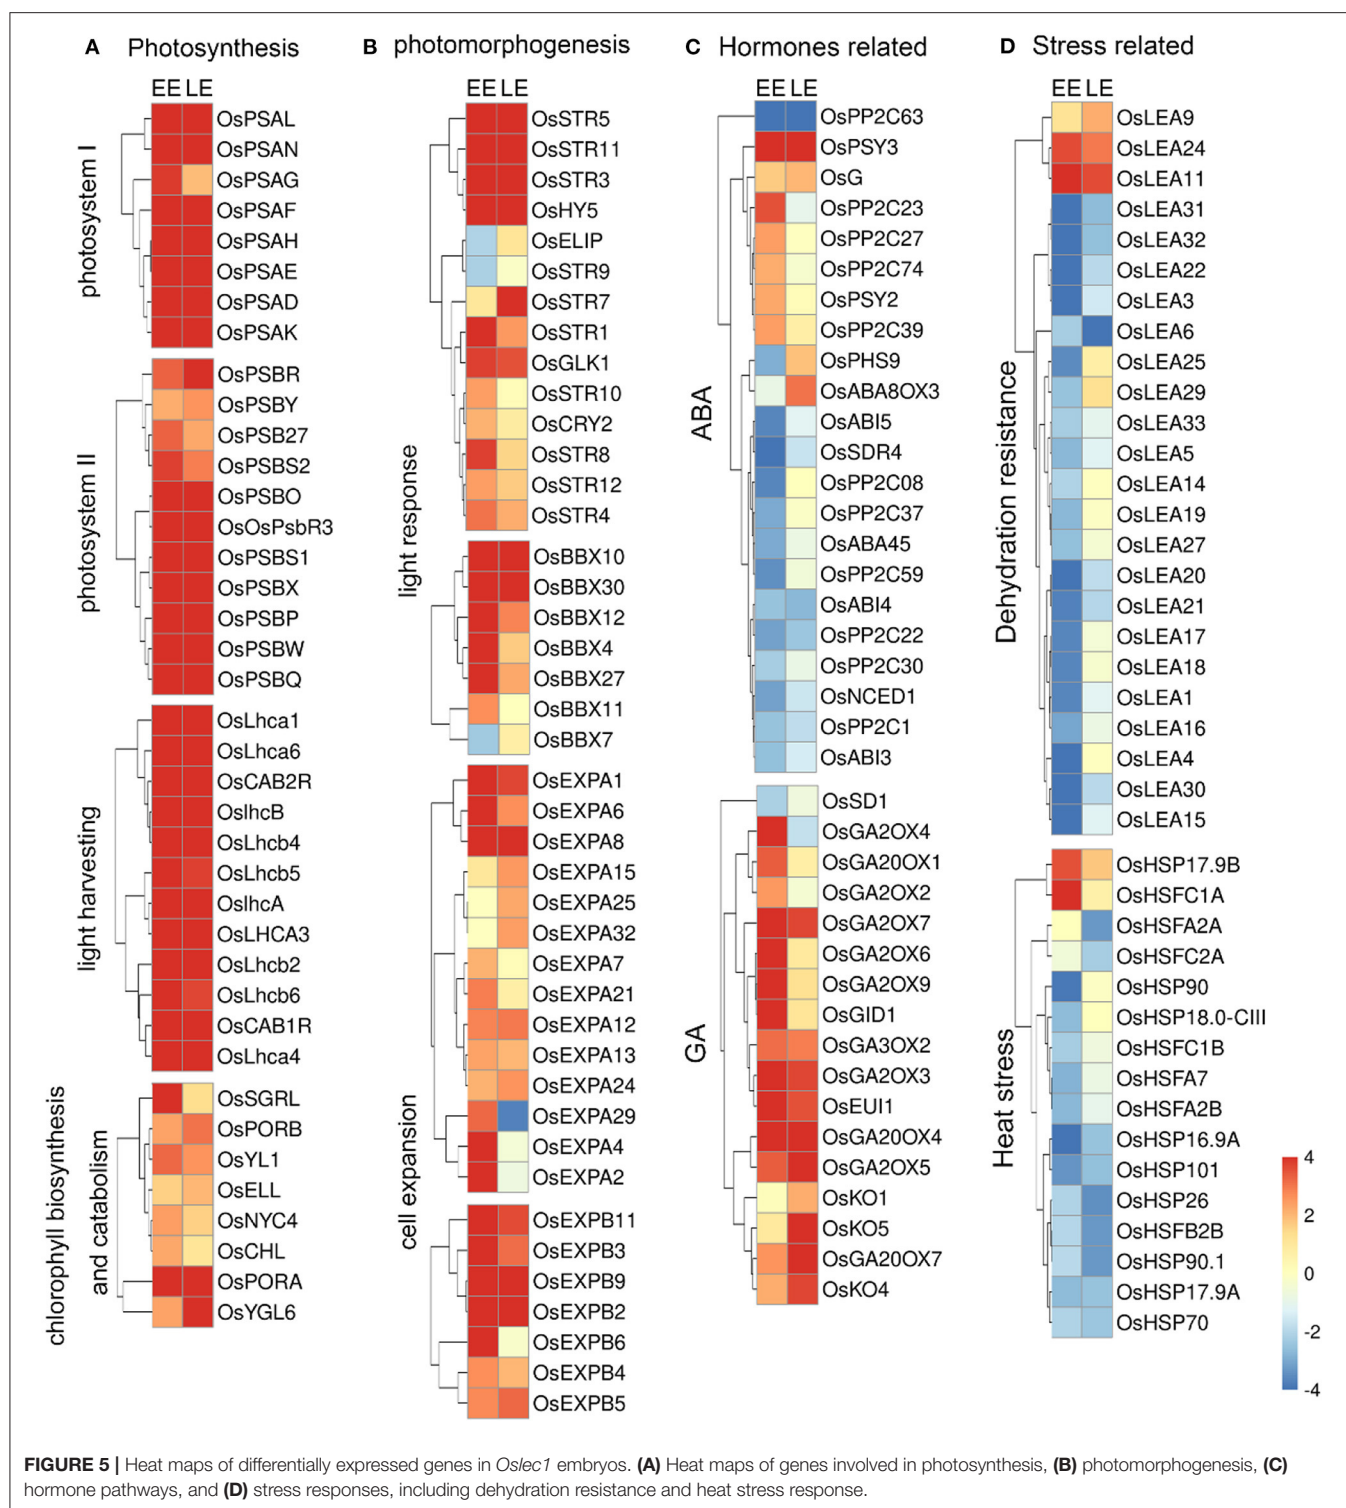 A Photosynthesis
EE LE
photosystem I
OsPSAL
OsPSAN
OsPSAG
OsPSAF
OsPSAH
OsPSAE
OsPSAD
OsPSAK
photosystem II
OsPSBR
OsPSBY
OsPSB27
OsPSBS2
OsPSBO
OsOsPsbR3
OsPSBS1
OsPSBX
OsPSBP
OsPSBW
OsPSBQ
light harvesting
OsLhca1
OsLhca6
OsCAB2R
OslhcB
OsLhcb4
OsLhcb5
OslhcA
OsLHCA3
OsLhcb2
OsLhcb6
OsCAB1R
OsLhca4
chlorophyll biosynthesis
and catabolism
OsSGRL
OsPORB
OsYL1
OsELL
OsNYC4
OsCHL
OsPORA
OsYGL6
B photomorphogenesis
EE LE
light response
OsSTR5
OsSTR11
OsSTR3
OsHY5
OsELIP
OsSTR9
OsSTR7
OsSTR1
OsGLK1
OsSTR10
OsCRY2
OsSTR8
OsSTR12
OsSTR4
OsBBX10
OsBBX30
OsBBX12
OsBBX4
OsBBX27
OsBBX11
OsBBX7
cell expansion
OsEXPA1
OsEXPA6
OsEXPA8
OsEXPA15
OsEXPA25
OsEXPA32
OsEXPA7
OsEXPA21
OsEXPA12
OsEXPA13
OsEXPA24
OsEXPA29
OsEXPA4
OsEXPA2
OsEXPB11
OsEXPB3
OsEXPB9
OsEXPB2
OsEXPB6
OsEXPB4
OsEXPB5
C Hormones related
EE LE
ABA
OsPP2C63
OsPSY3
OsG
OsPP2C23
OsPP2C27
OsPP2C74
OsPSY2
OsPP2C39
OsPHS9
OsABA8OX3
OsABI5
OsSDR4
OsPP2C08
OsPP2C37
OsABA45
OsPP2C59
OsABI4
OsPP2C22
OsPP2C30
OsNCED1
OsPP2C1
OsABI3
GA
OsSD1
OsGA2OX4
OsGA20OX1
OsGA2OX2
OsGA2OX7
OsGA2OX6
OsGA2OX9
OsGID1
OsGA3OX2
OsGA2OX3
OsEUI1
OsGA20OX4
OsGA2OX5
OsKO1
OsKO5
OsGA20OX7
OsKO4
D Stress related
EE LE
Dehydration resistance
OsLEA9
OsLEA24
OsLEA11
OsLEA31
OsLEA32
OsLEA22
OsLEA3
OsLEA6
OsLEA25
OsLEA29
OsLEA33
OsLEA5
OsLEA14
OsLEA19
OsLEA27
OsLEA20
OsLEA21
OsLEA17
OsLEA18
OsLEA1
OsLEA16
OsLEA4
OsLEA30
OsLEA15
Heat stress
OsHSP17.9B
OsHSFC1A
OsHSFA2A
OsHSFC2A
OsHSP90
OsHSP18.0-CIII
OsHSFC1B
OsHSFA7
OsHSFA2B
OsHSP16.9A
OsHSP101
OsHSP26
OsHSFB2B
OsHSP90.1
OsHSP17.9A
OsHSP70
4
2
0
-2
-4
FIGURE 5 | Heat maps of differentially expressed genes in Oslec1 embryos. (A) Heat maps of genes involved in photosynthesis, (B) photomorphogenesis, (C)
hormone pathways, and (D) stress responses, including dehydration resistance and heat stress response.